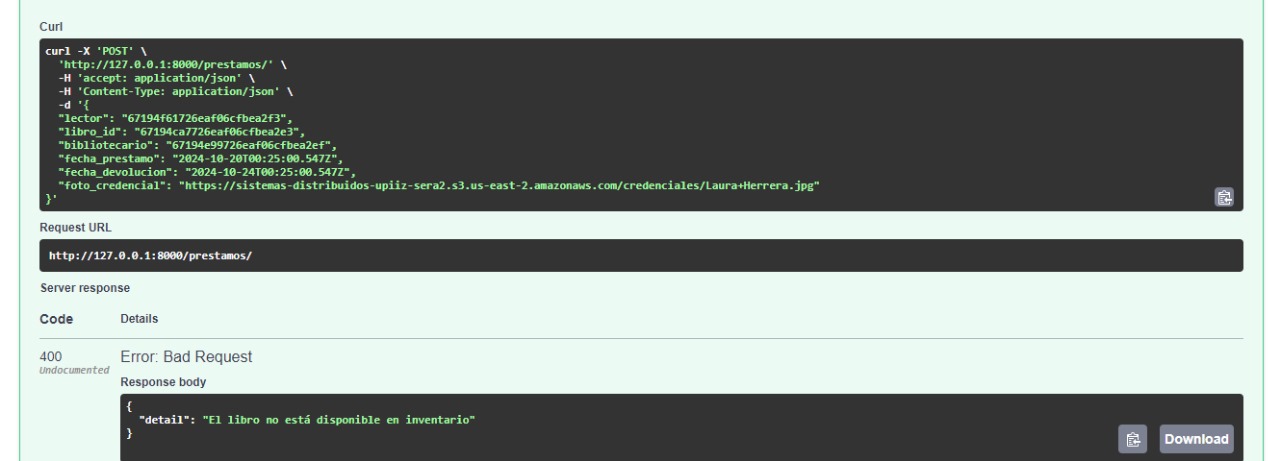 Curl
curl -X 'POST' \
  'http://127.0.0.1:8000/prestamos/' \
  -H 'accept: application/json' \
  -H 'Content-Type: application/json' \
  -d '{
  "lector": "67194f61726eaf06cfbea2f3",
  "libro_id": "67194ca7726eaf06cfbea2e3",
  "bibliotecario": "67194e99726eaf06cfbea2ef",
  "fecha_prestamo": "2024-10-20T00:25:00.547Z",
  "fecha_devolucion": "2024-10-24T00:25:00.547Z",
  "foto_credencial": "https://sistemas-distribuidos-upiiz-sera2.s3.us-east-2.amazonaws.com/credenciales/Laura+Herrera.jpg"
}'
Request URL
http://127.0.0.1:8000/prestamos/
Server response
Code Details
400 Error: Bad Request
Undocumented
Response body
{
  "detail": "El libro no está disponible en inventario"
}
Download